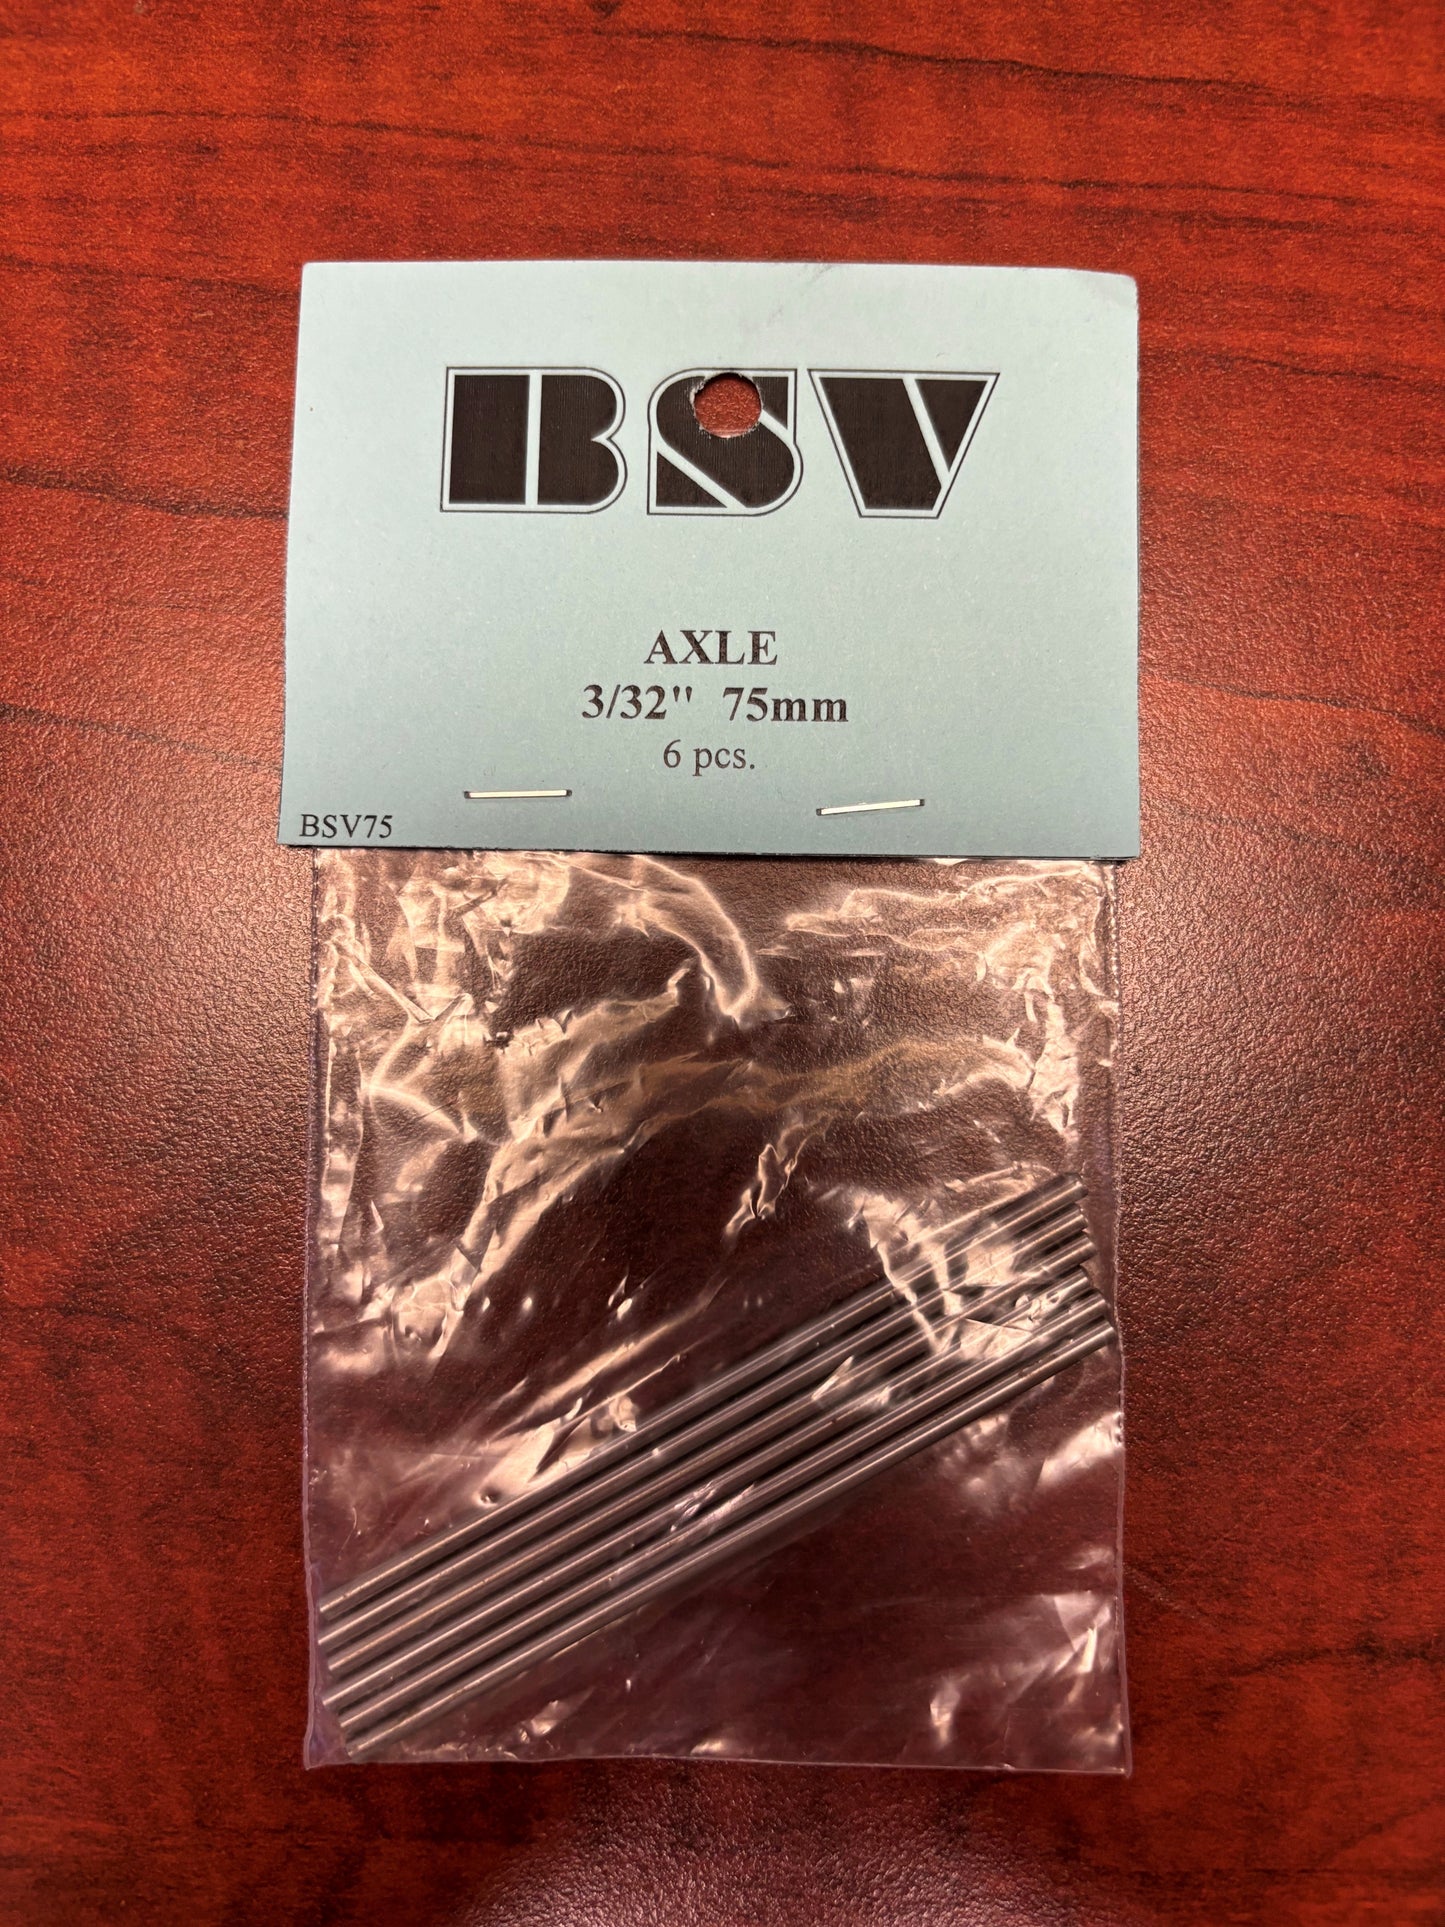 BSV
AXLE
3/32" 75mm
6 pcs.
BSV75